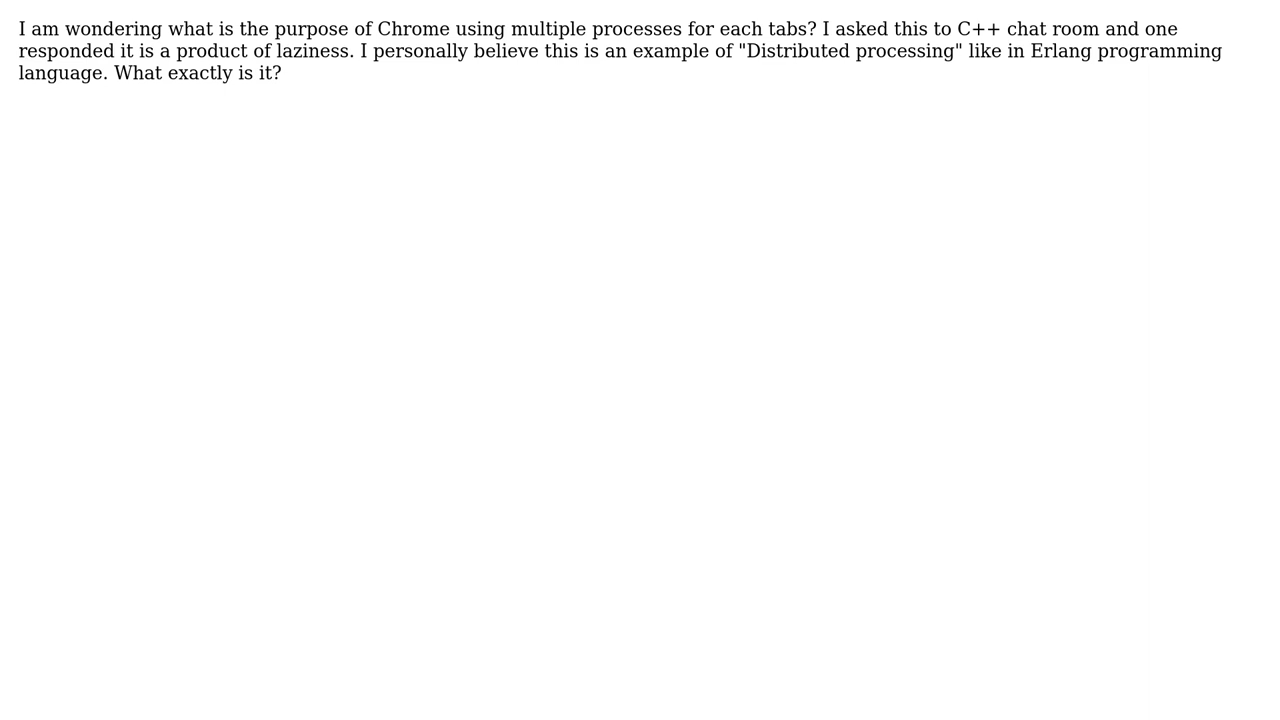 I am wondering what is the purpose of Chrome using multiple processes for each tabs? I asked this to C++ chat room and one
responded it is a product of laziness. I personally believe this is an example of "Distributed processing" like in Erlang programming
language. What exactly is it?